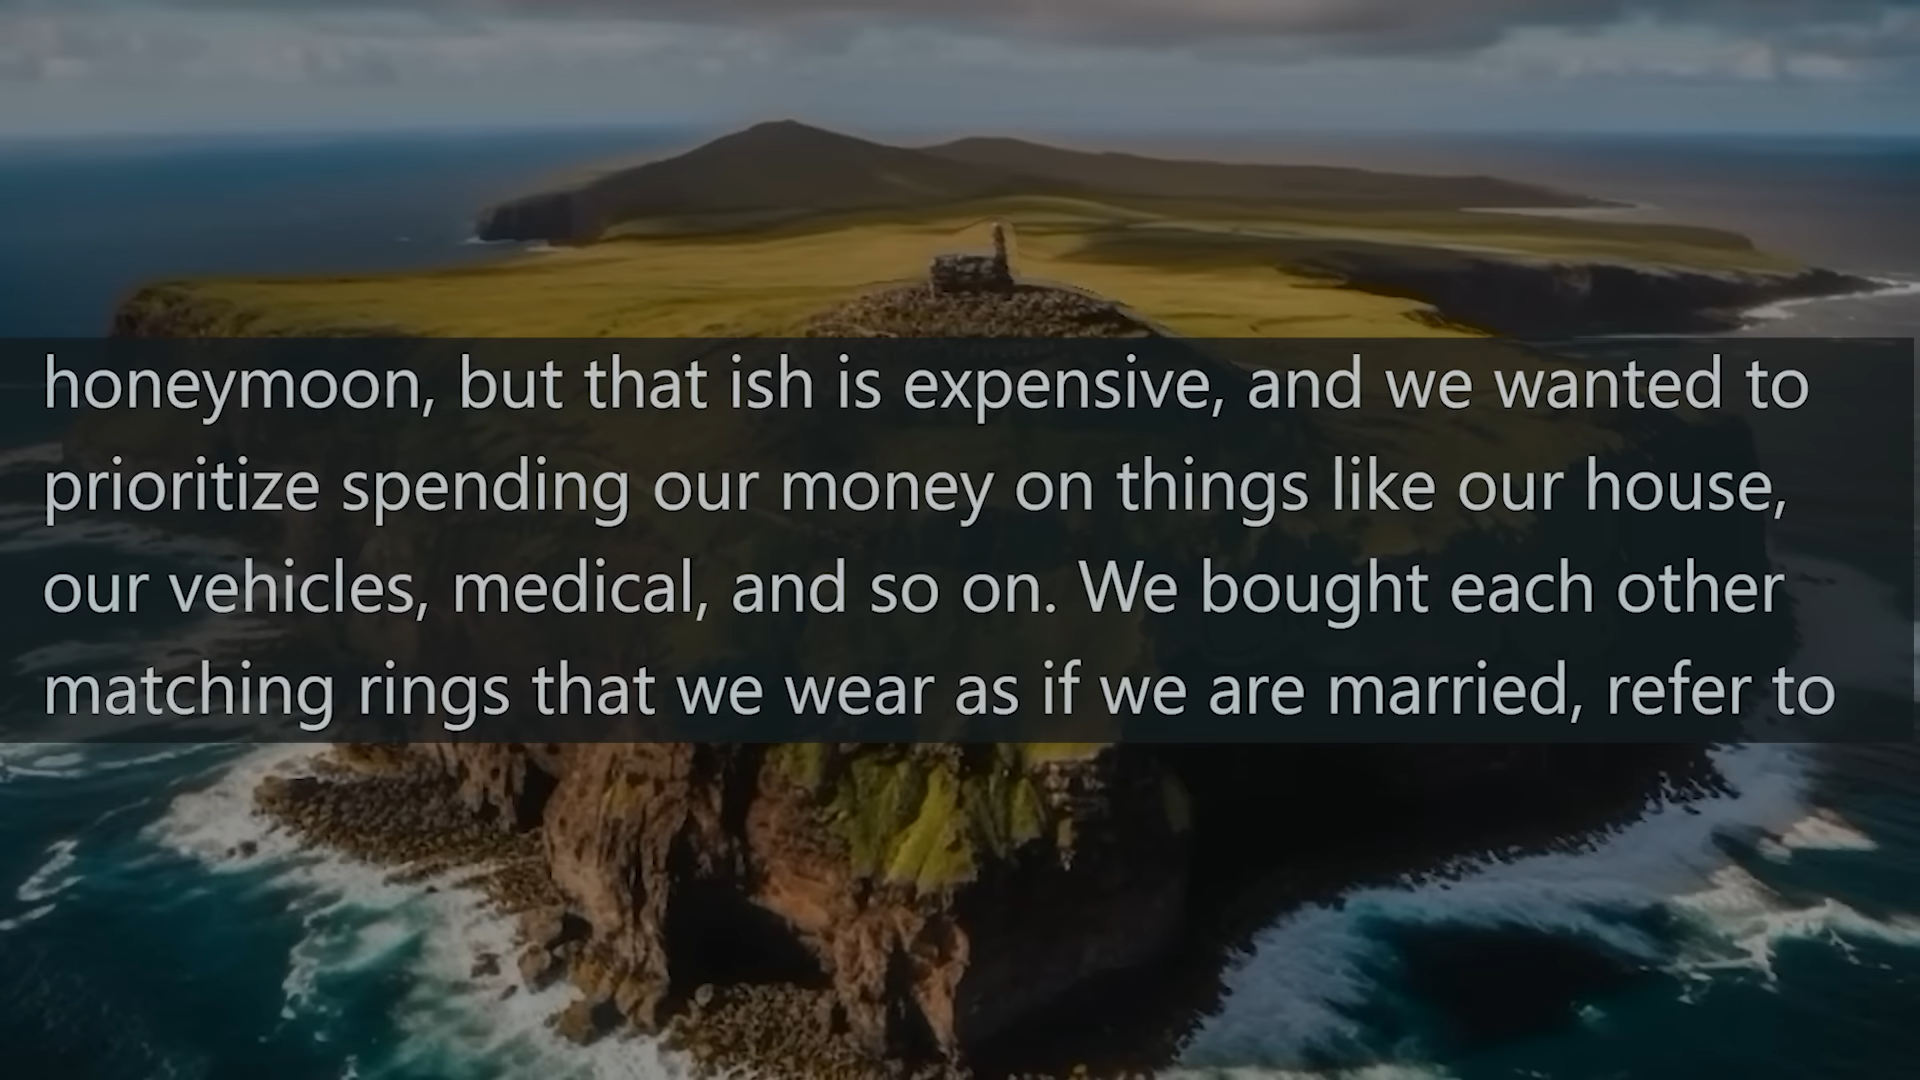 honeymoon, but that ish is expensive, and we wanted to
prioritize spending our money on things like our house,
our vehicles, medical, and so on. We bought each other
matching rings that we wear as if we are married, refer to